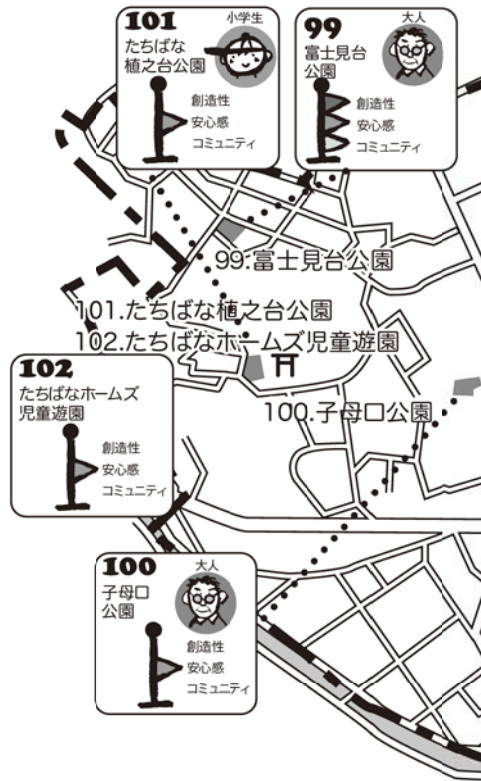 101
小学生
たちばな
植之台公園
創造性
安心感
コミュニティ
99
大人
富士見台
公園
創造性
安心感
コミュニティ
99.富士見台公園
101.たちばな植之台公園
102.たちばなホームズ児童遊園
102
たちばなホームズ
児童遊園
創造性
安心感
コミュニティ
100.子母口公園
100
大人
子母口
公園
創造性
安心感
コミュニティ